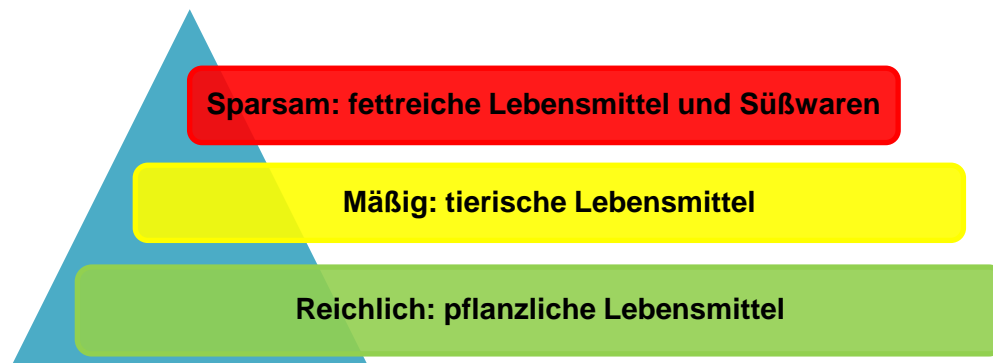 Sparsam: fettreiche Lebensmittel und Süßwaren
Mäßig: tierische Lebensmittel
Reichlich: pflanzliche Lebensmittel